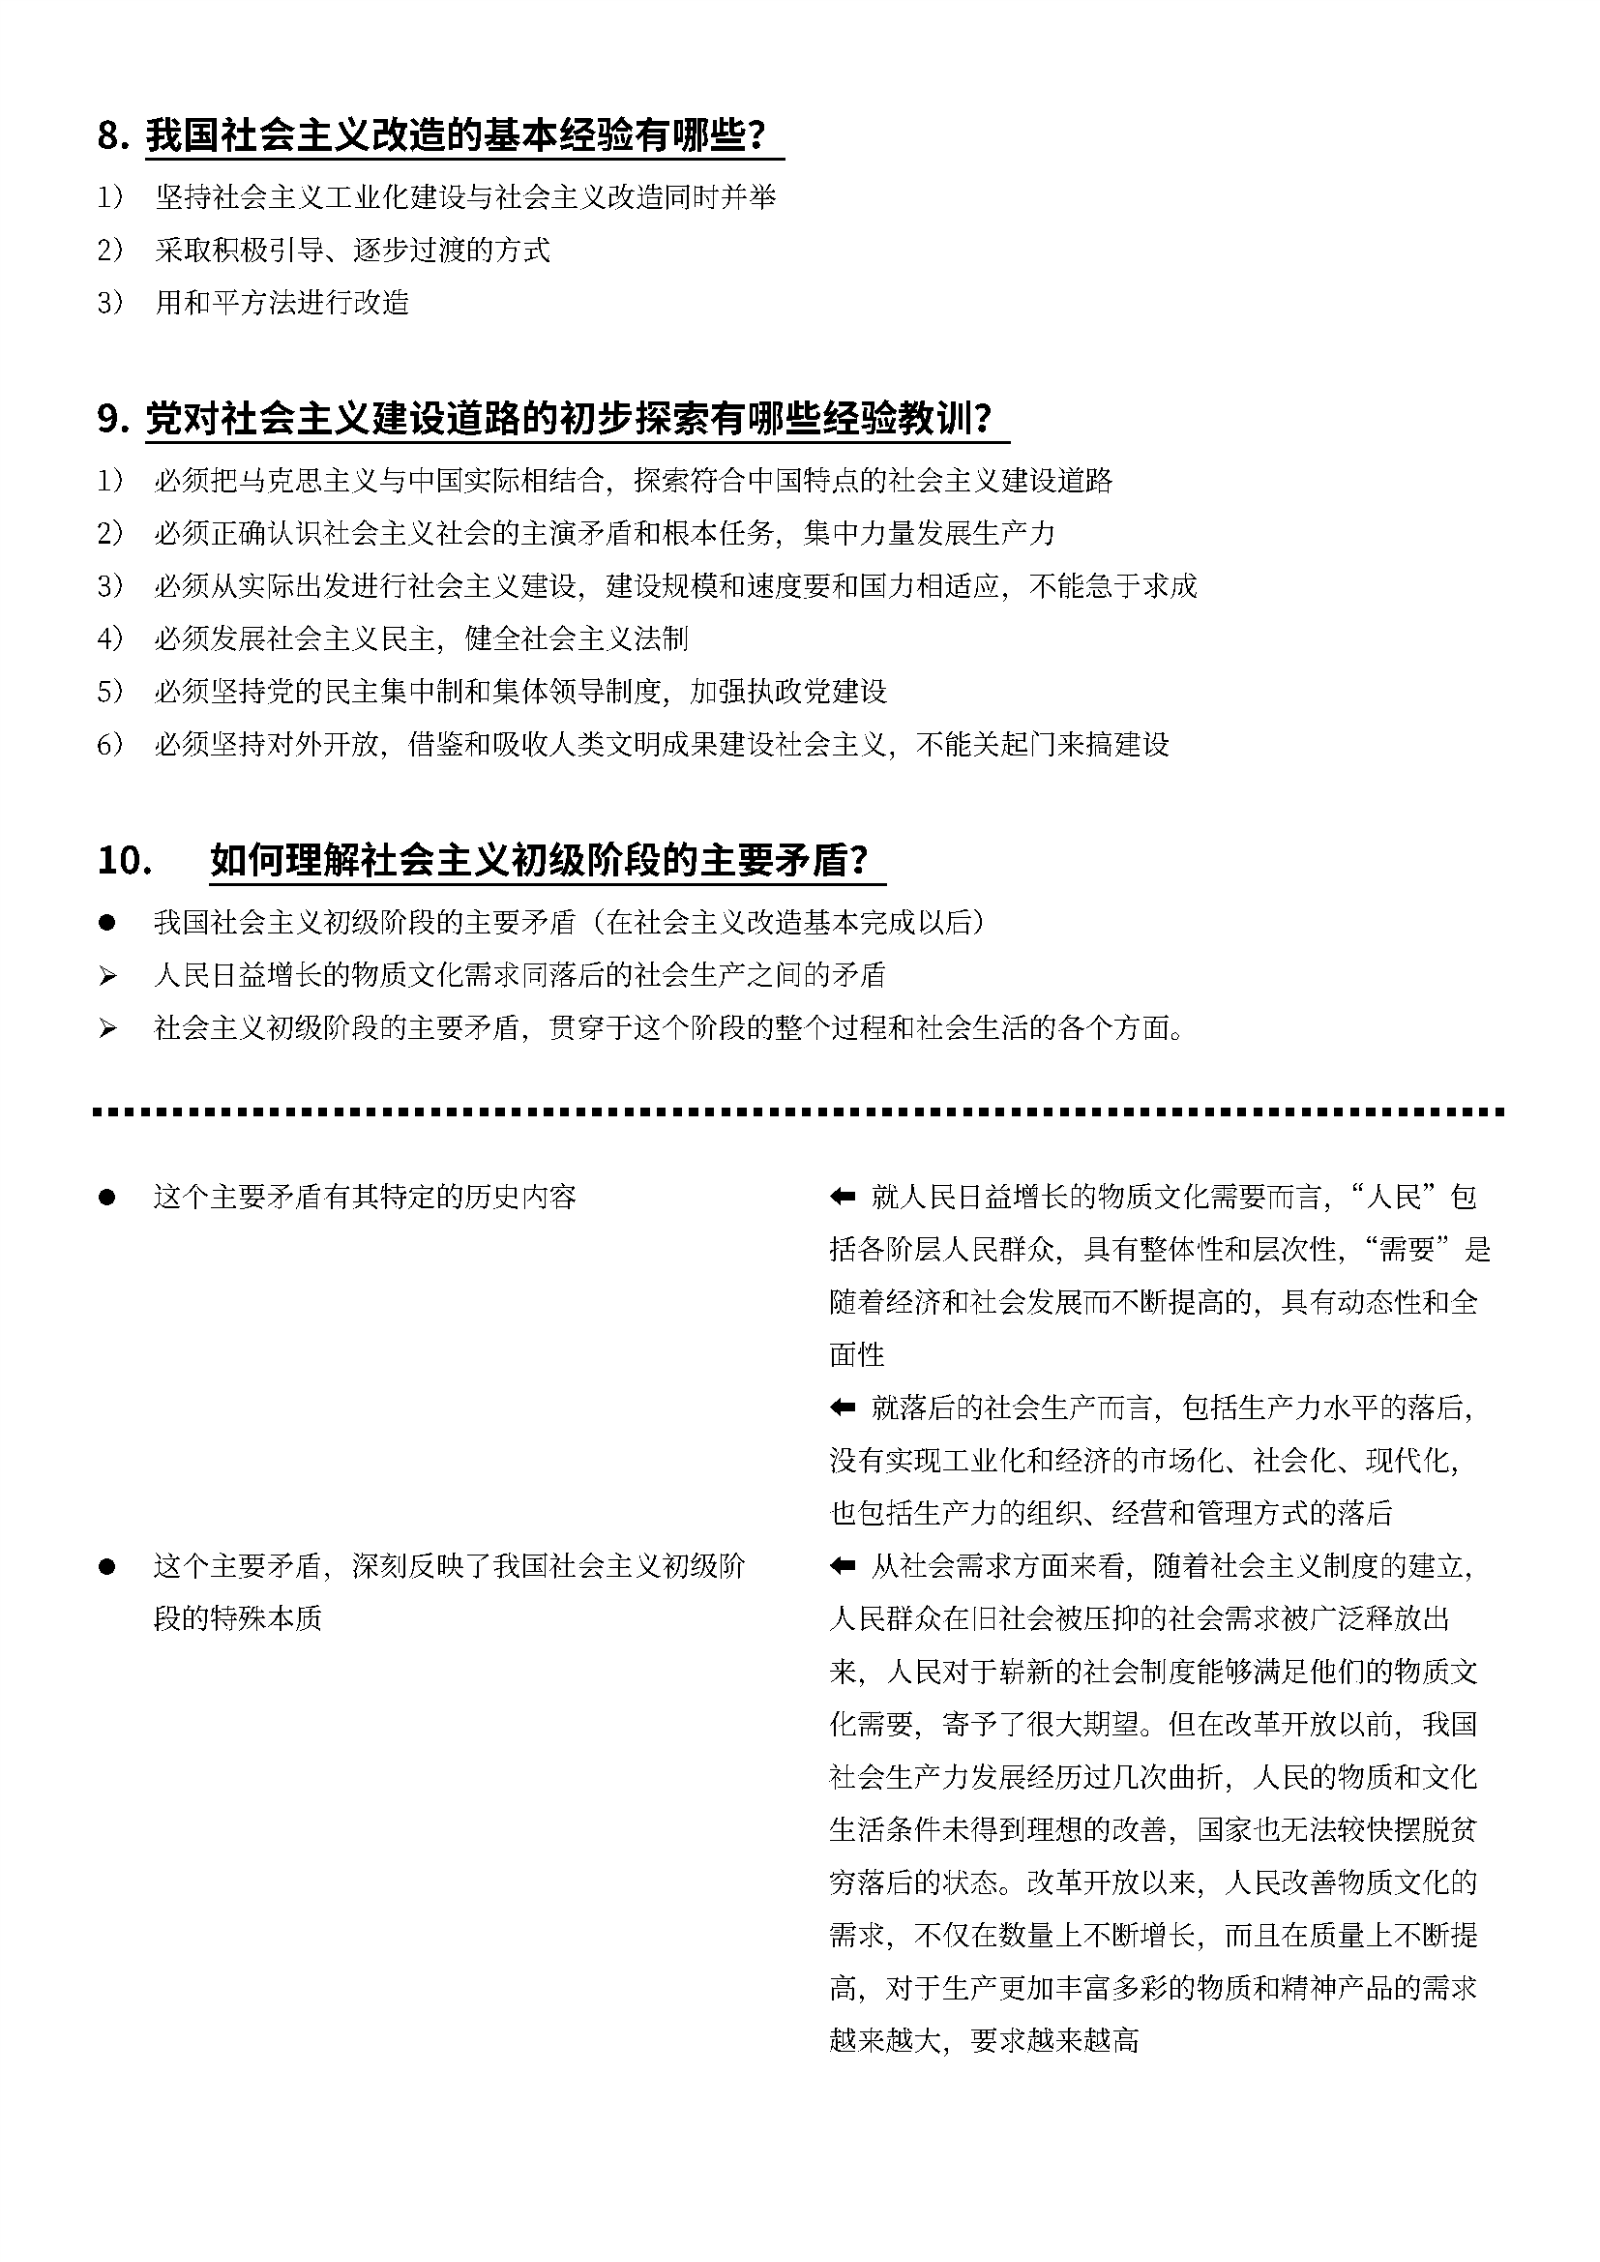 8. 我国社会主义改造的基本经验有哪些？
1） 坚持社会主义工业化建设与社会主义改造同时并举
2） 采取积极引导、逐步过渡的方式
3） 用和平方法进行改造
9. 党对社会主义建设道路的初步探索有哪些经验教训？
1） 必须把马克思主义与中国实际相结合，探索符合中国特点的社会主义建设道路
2） 必须正确认识社会主义社会的主演矛盾和根本任务，集中力量发展生产力
3） 必须从实际出发进行社会主义建设，建设规模和速度要和国力相适应，不能急于求成
4） 必须发展社会主义民主，健全社会主义法制
5） 必须坚持党的民主集中制和集体领导制度，加强执政党建设
6） 必须坚持对外开放，借鉴和吸收人类文明成果建设社会主义，不能关起门来搞建设
10. 如何理解社会主义初级阶段的主要矛盾？
● 我国社会主义初级阶段的主要矛盾（在社会主义改造基本完成以后）
➢ 人民日益增长的物质文化需求同落后的社会生产之间的矛盾
➢ 社会主义初级阶段的主要矛盾，贯穿于这个阶段的整个过程和社会生活的各个方面。
● 这个主要矛盾有其特定的历史内容
⬅ 就人民日益增长的物质文化需要而言，“人民”包
括各阶层人民群众，具有整体性和层次性，“需要”是
随着经济和社会发展而不断提高的，具有动态性和全
面性
⬅ 就落后的社会生产而言，包括生产力水平的落后，
没有实现工业化和经济的市场化、社会化、现代化，
也包括生产力的组织、经营和管理方式的落后
● 这个主要矛盾，深刻反映了我国社会主义初级阶
段的特殊本质
⬅ 从社会需求方面来看，随着社会主义制度的建立，
人民群众在旧社会被压抑的社会需求被广泛释放出
来，人民对于崭新的社会制度能够满足他们的物质文
化需要，寄予了很大期望。但在改革开放以前，我国
社会生产力发展经历过几次曲折，人民的物质和文化
生活条件未得到理想的改善，国家也无法较快摆脱贫
穷落后的状态。改革开放以来，人民改善物质文化的
需求，不仅在数量上不断增长，而且在质量上不断提
高，对于生产更加丰富多彩的物质和精神产品的需求
越来越大，要求越来越高